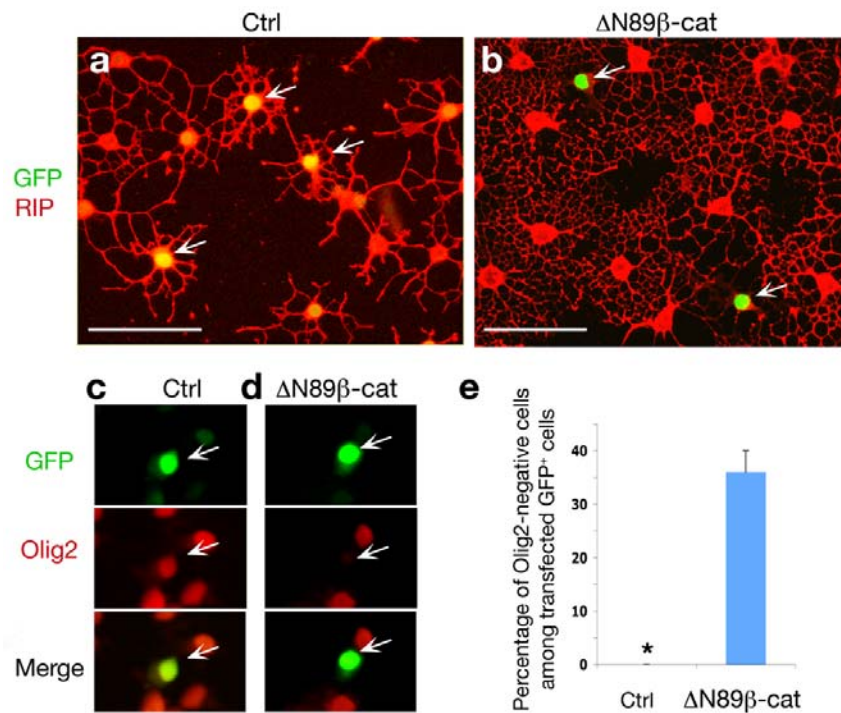 Ctrl
ΔN89β-cat
a
b
GFP
RIP
c
Ctrl
d
ΔN89β-cat
GFP
Olig2
Merge
e
Percentage of Olig2-negative cells
among transfected GFP⁺ cells
40
30
20
10
0
*
Ctrl
ΔN89β-cat